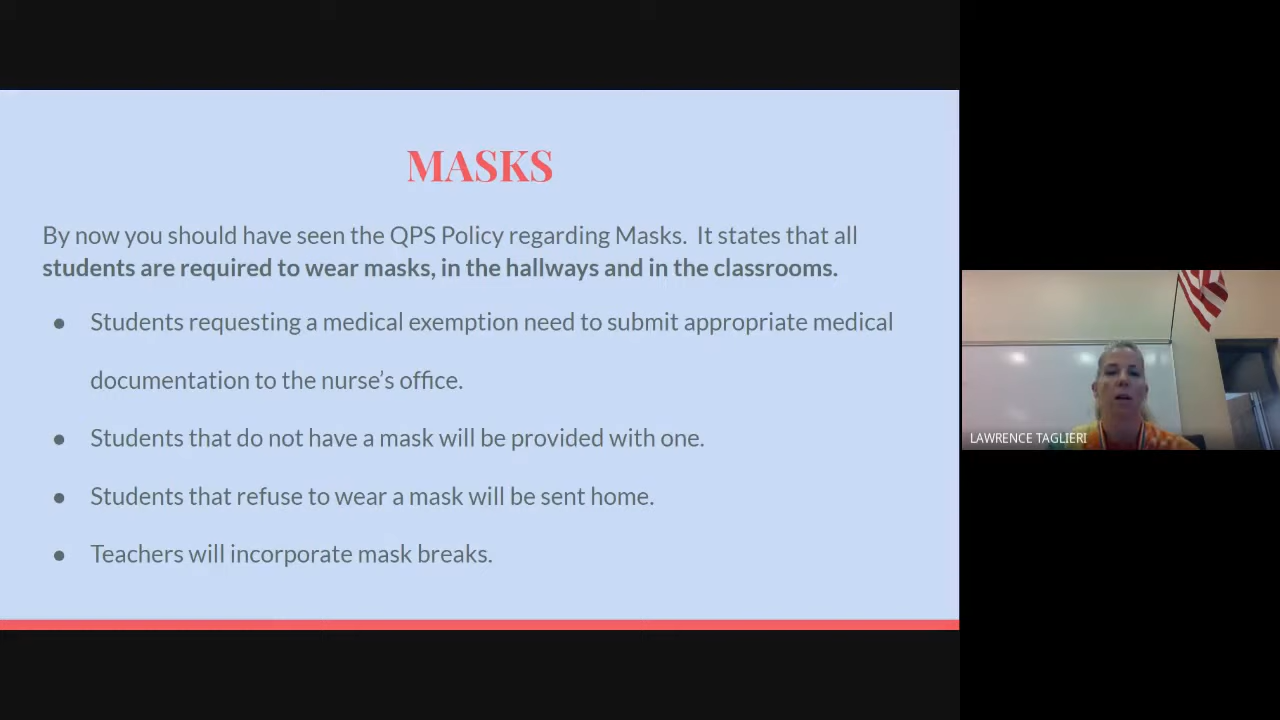 MASKS
By now you should have seen the QPS Policy regarding Masks.  It states that all
students are required to wear masks, in the hallways and in the classrooms.
● Students requesting a medical exemption need to submit appropriate medical
documentation to the nurse’s office.
● Students that do not have a mask will be provided with one.
● Students that refuse to wear a mask will be sent home.
● Teachers will incorporate mask breaks.
LAWRENCE TAGLIERI